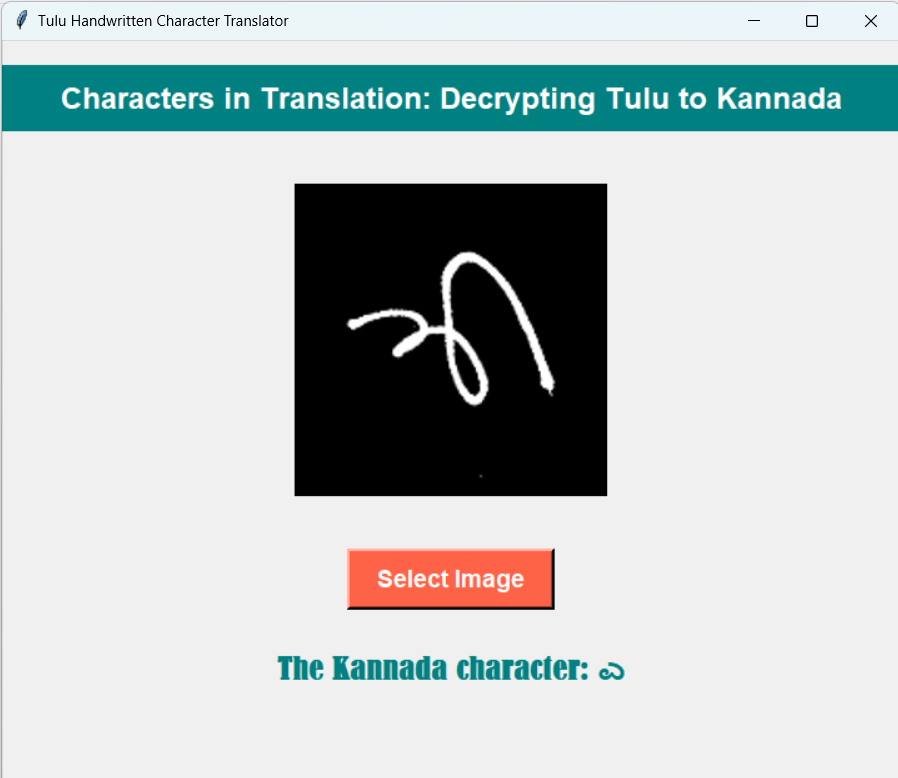 Tulu Handwritten Character Translator
Characters in Translation: Decrypting Tulu to Kannada
Select Image
The Kannada character: ಎ